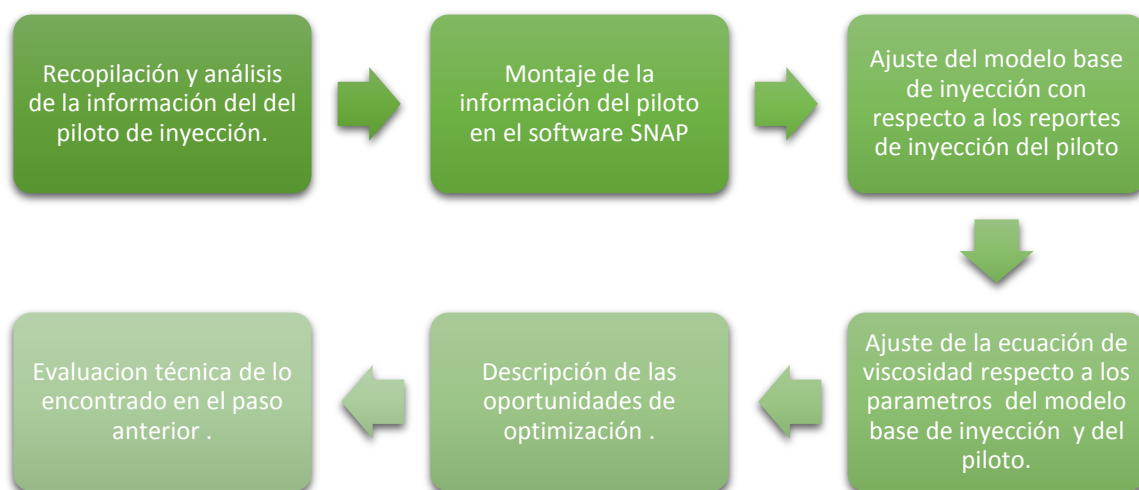 Recopilación y análisis
de la información del del
piloto de inyección.
Montaje de la
información del piloto
en el software SNAP
Ajuste del modelo base
de inyección con
respecto a los reportes
de inyección del piloto
Ajuste de la ecuación de
viscosidad respecto a los
parametros del modelo
base de inyección y del
piloto.
Descripción de las
oportunidades de
optimización .
Evaluacion técnica de lo
encontrado en el paso
anterior .